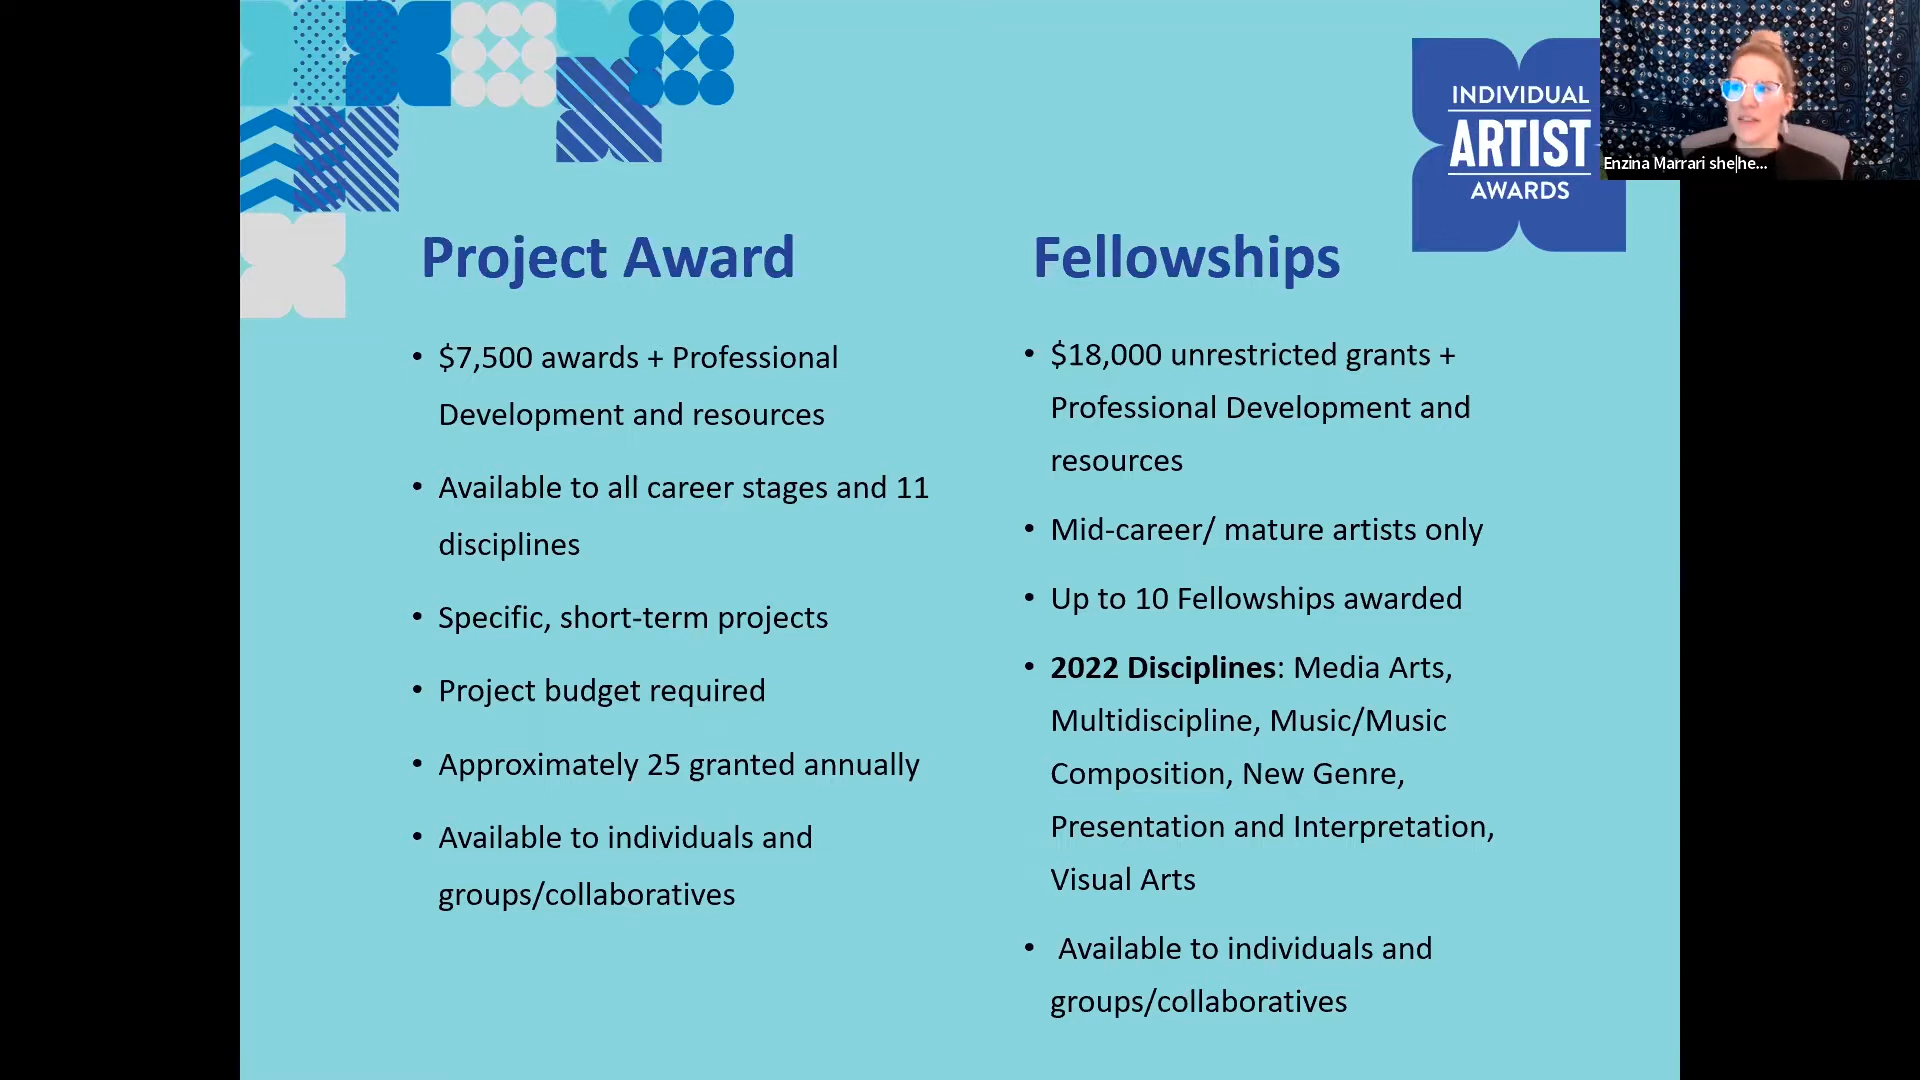 INDIVIDUAL
ARTIST
AWARDS
Enzina Marrari she|he...
Project Award
• $7,500 awards + Professional
Development and resources
• Available to all career stages and 11
disciplines
• Specific, short-term projects
• Project budget required
• Approximately 25 granted annually
• Available to individuals and
groups/collaboratives
Fellowships
• $18,000 unrestricted grants +
Professional Development and
resources
• Mid-career/ mature artists only
• Up to 10 Fellowships awarded
• 2022 Disciplines: Media Arts,
Multidiscipline, Music/Music
Composition, New Genre,
Presentation and Interpretation,
Visual Arts
• Available to individuals and
groups/collaboratives